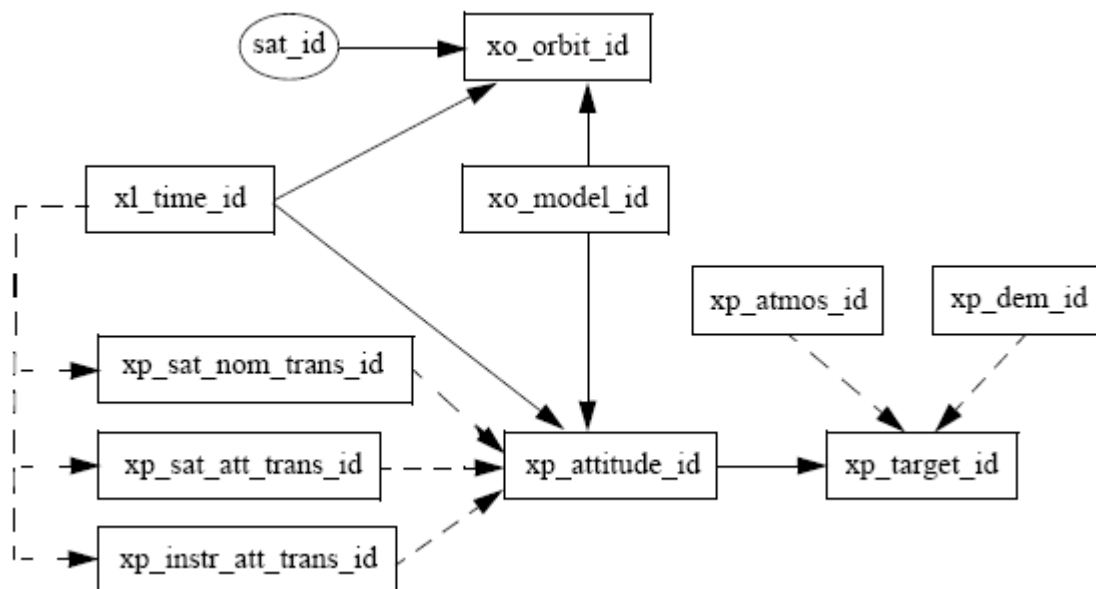 sat_id
xo_orbit_id
xl_time_id
xo_model_id
xp_atmos_id
xp_dem_id
xp_sat_nom_trans_id
xp_sat_att_trans_id
xp_attitude_id
xp_target_id
xp_instr_att_trans_id